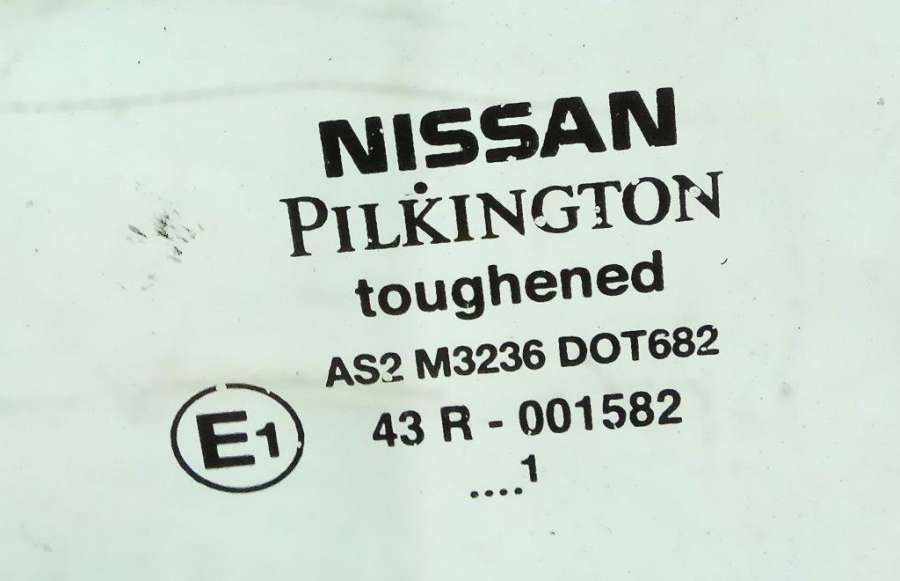 NISSAN
PILKINGTON
toughened
AS2 M3236 DOT682
E1 43 R - 001582
....1